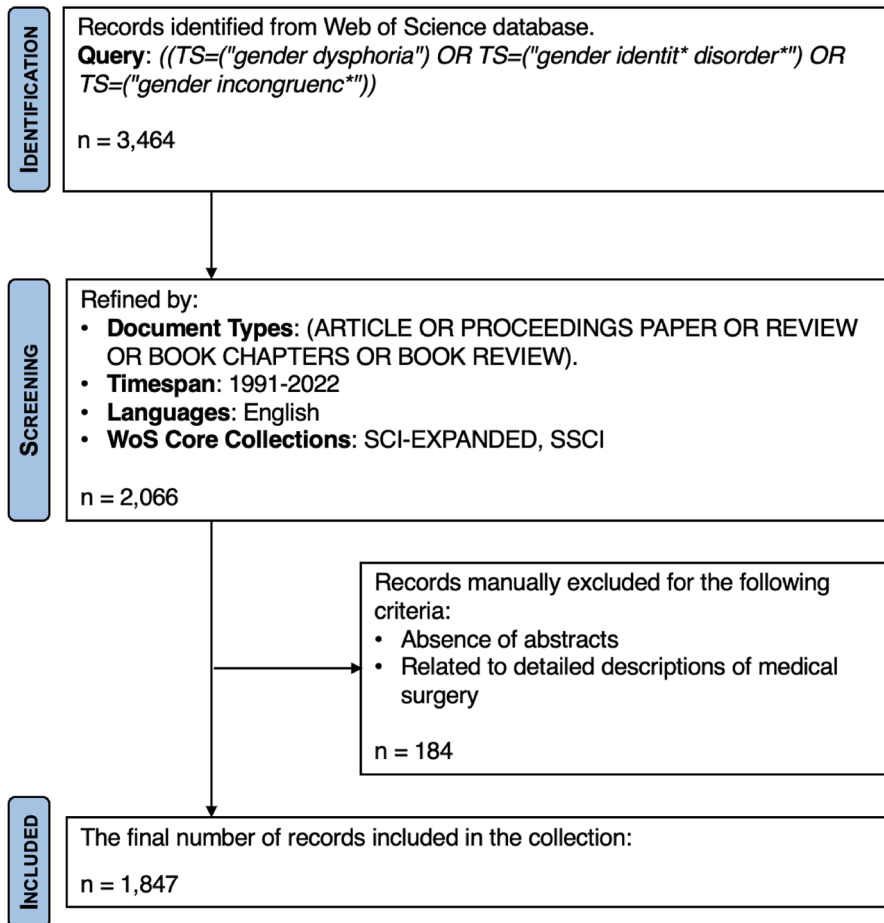 IDENTIFICATION
Records identified from Web of Science database.
Query: ((TS=("gender dysphoria") OR TS=("gender identit* disorder*") OR
TS=("gender incongruenc*"))
n = 3,464
SCREENING
Refined by:
• Document Types: (ARTICLE OR PROCEEDINGS PAPER OR REVIEW
OR BOOK CHAPTERS OR BOOK REVIEW).
• Timespan: 1991-2022
• Languages: English
• WoS Core Collections: SCI-EXPANDED, SSCI
n = 2,066
Records manually excluded for the following
criteria:
• Absence of abstracts
• Related to detailed descriptions of medical
surgery
n = 184
INCLUDED
The final number of records included in the collection:
n = 1,847